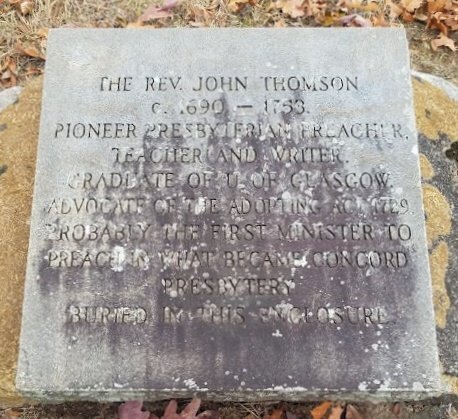 THE REV. JOHN THOMSON
c. 1690 – 1753.
PIONEER PRESBYTERIAN PREACHER,
TEACHER AND WRITER.
GRADUATE OF U. OF GLASGOW.
ADVOCATE OF THE ADOPTING ACT, 1729.
PROBABLY THE FIRST MINISTER TO
PREACH IN WHAT BECAME CONCORD
PRESBYTERY
BURIED IN THIS ENCLOSURE.